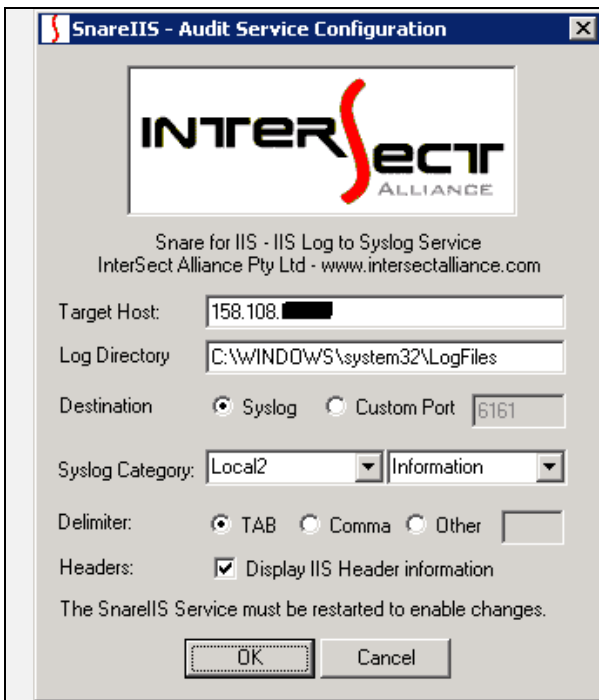 SnareIIS - Audit Service Configuration
INTERSECT
ALLIANCE
Snare for IIS - IIS Log to Syslog Service
InterSect Alliance Pty Ltd - www.intersectalliance.com
Target Host: 158.108.
Log Directory C:\WINDOWS\system32\LogFiles
Destination Syslog Custom Port 6161
Syslog Category: Local2 Information
Delimiter: TAB Comma Other
Headers: Display IIS Header information
The SnareIIS Service must be restarted to enable changes.
OK Cancel